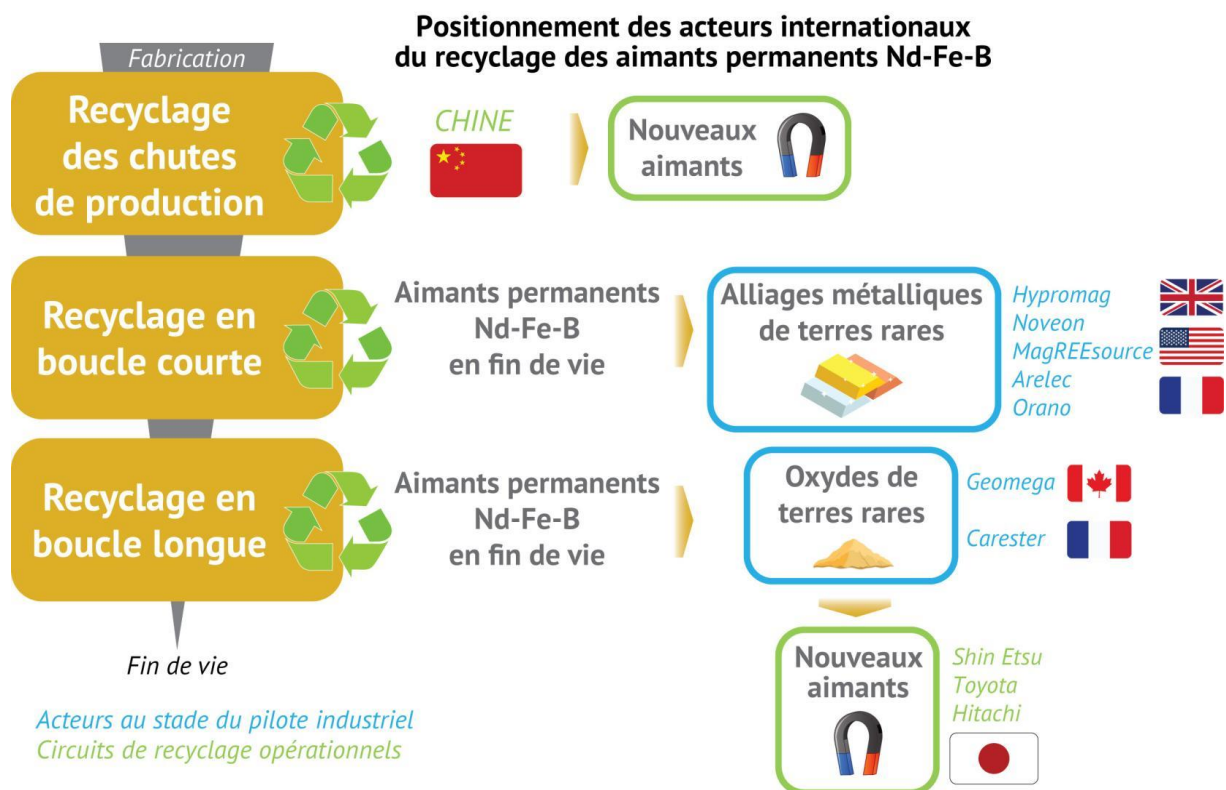 Positionnement des acteurs internationaux
du recyclage des aimants permanents Nd-Fe-B
Fabrication
Recyclage
des chutes
de production
CHINE
Nouveaux
aimants
Recyclage en
boucle courte
Aimants permanents
Nd-Fe-B
en fin de vie
Alliages métalliques
de terres rares
Hypromag
Noveon
MagREEsource
Arelec
Orano
Recyclage en
boucle longue
Aimants permanents
Nd-Fe-B
en fin de vie
Oxydes de
terres rares
Geomega
Carester
Fin de vie
Nouveaux
aimants
Shin Etsu
Toyota
Hitachi
Acteurs au stade du pilote industriel
Circuits de recyclage opérationnels